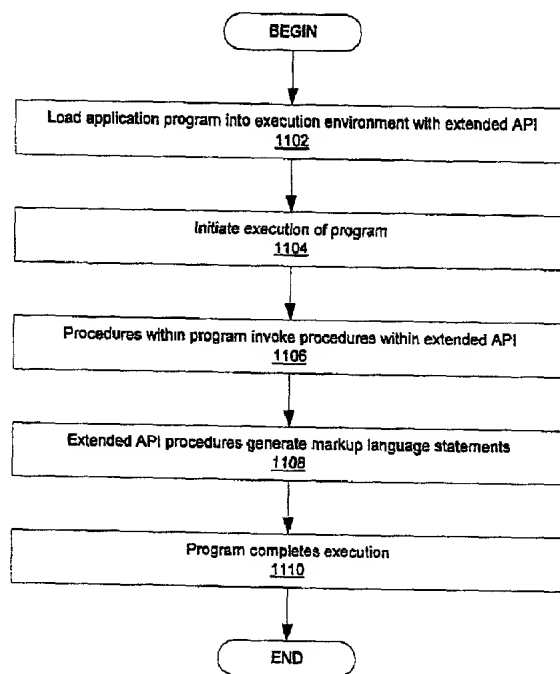 BEGIN
Load application program into execution environment with extended API
1102
Initiate execution of program
1104
Procedures within program invoke procedures within extended API
1106
Extended API procedures generate markup language statements
1108
Program completes execution
1110
END